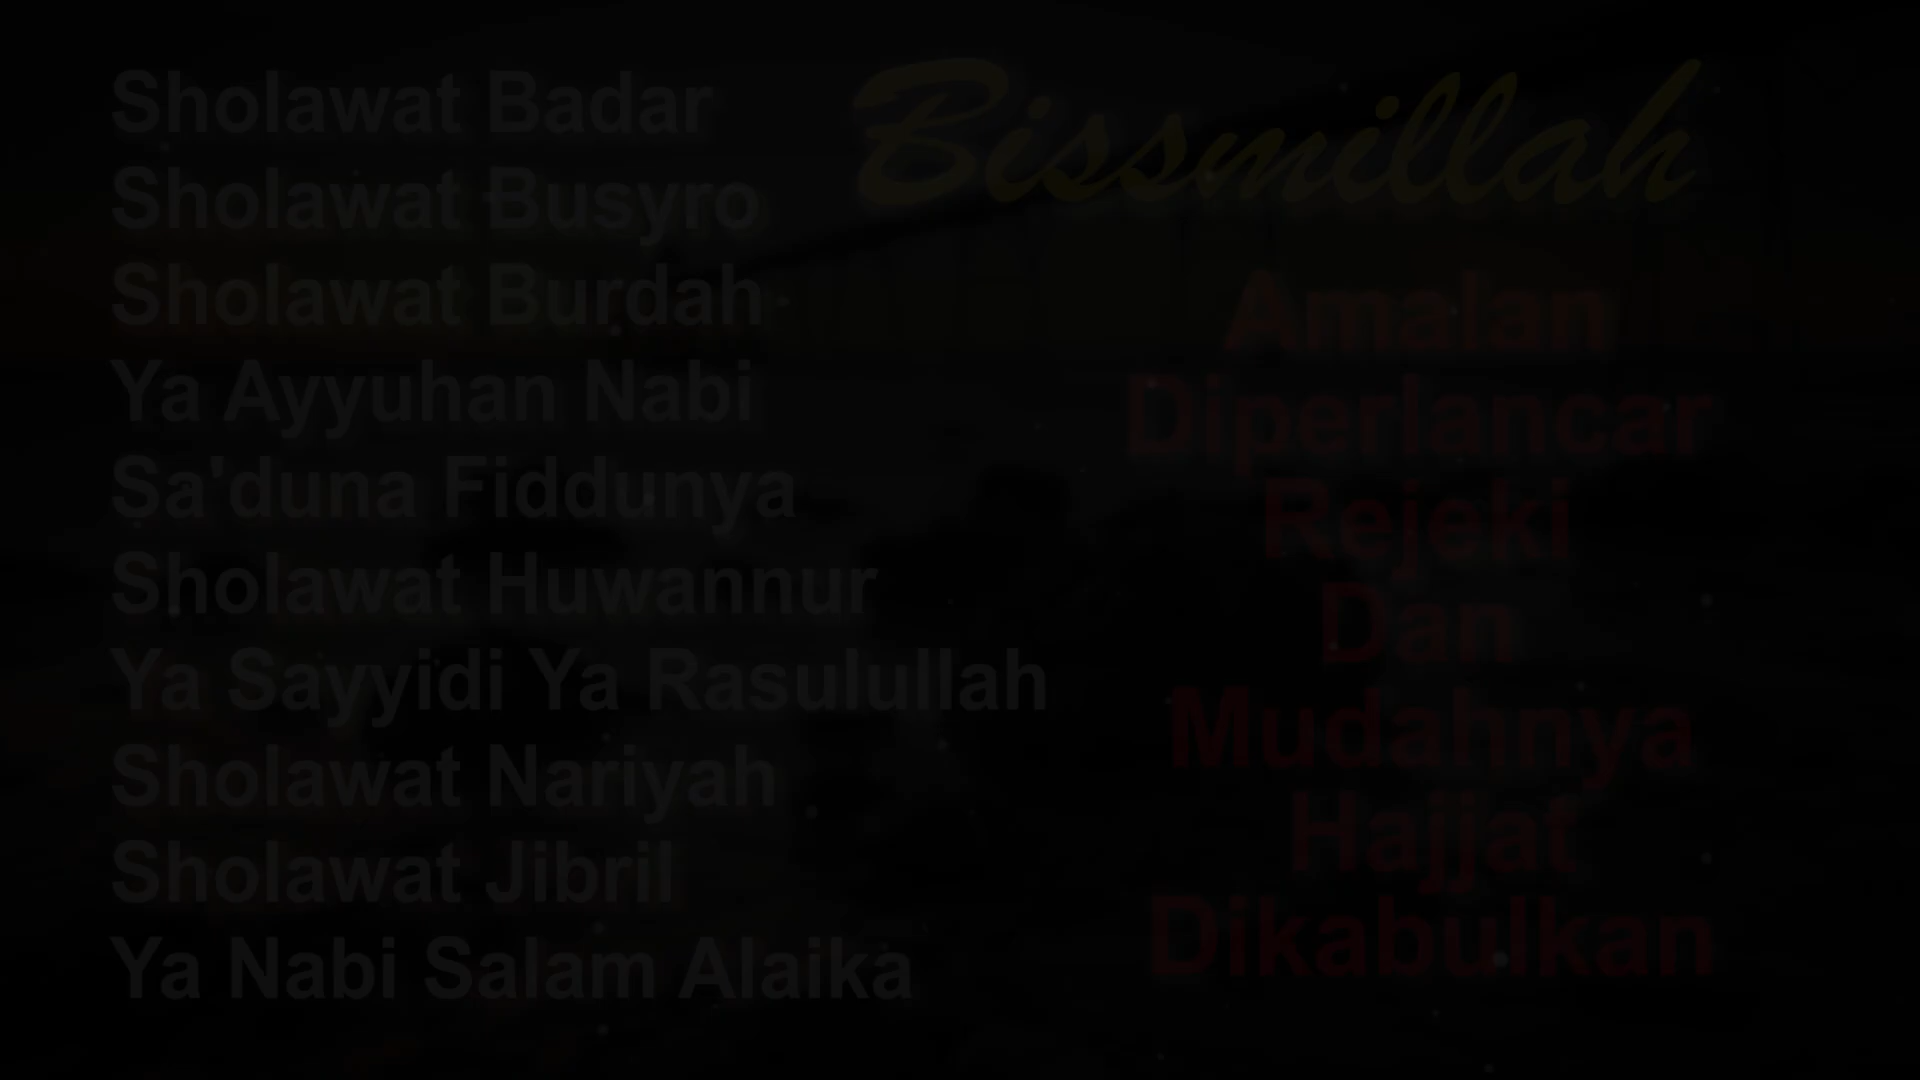 Sholawat Badar
Sholawat Busyro
Sholawat Burdah
Ya Ayyuhan Nabi
Sa'duna Fiddunya
Sholawat Huwannur
Ya Sayyidi Ya Rasulullah
Sholawat Nariyah
Sholawat Jibril
Ya Nabi Salam Alaika
Bissmillah
Amalan
Diperlancar
Rejeki
Dan
Mudahnya
Hajjat
Dikabulkan